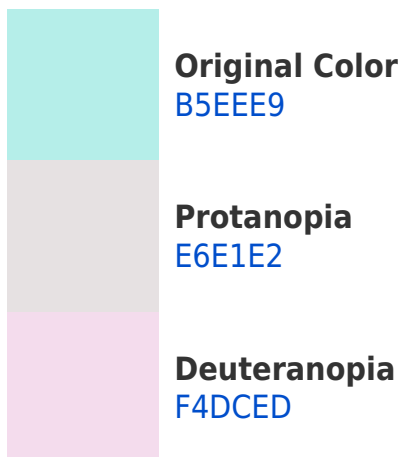 Original Color
B5EEE9
Protanopia
E6E1E2
Deuteranopia
F4DCED